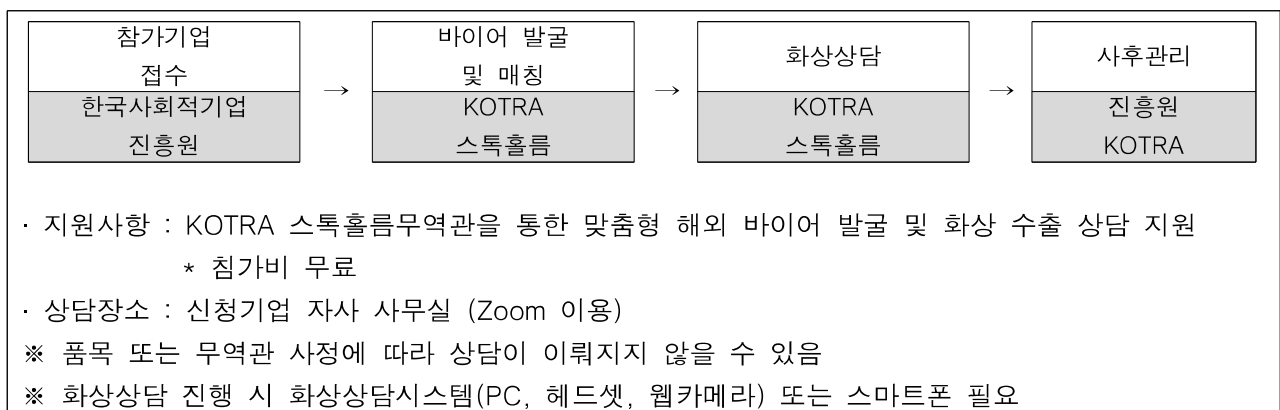 참가기업 접수
한국사회적기업 진흥원
→
바이어 발굴 및 매칭
KOTRA 스톡홀름
→
화상상담
KOTRA 스톡홀름
→
사후관리
진흥원 KOTRA
· 지원사항 : KOTRA 스톡홀름무역관을 통한 맞춤형 해외 바이어 발굴 및 화상 수출 상담 지원
* 침가비 무료
· 상담장소 : 신청기업 자사 사무실 (Zoom 이용)
※ 품목 또는 무역관 사정에 따라 상담이 이뤄지지 않을 수 있음
※ 화상상담 진행 시 화상상담시스템(PC, 헤드셋, 웹카메라) 또는 스마트폰 필요